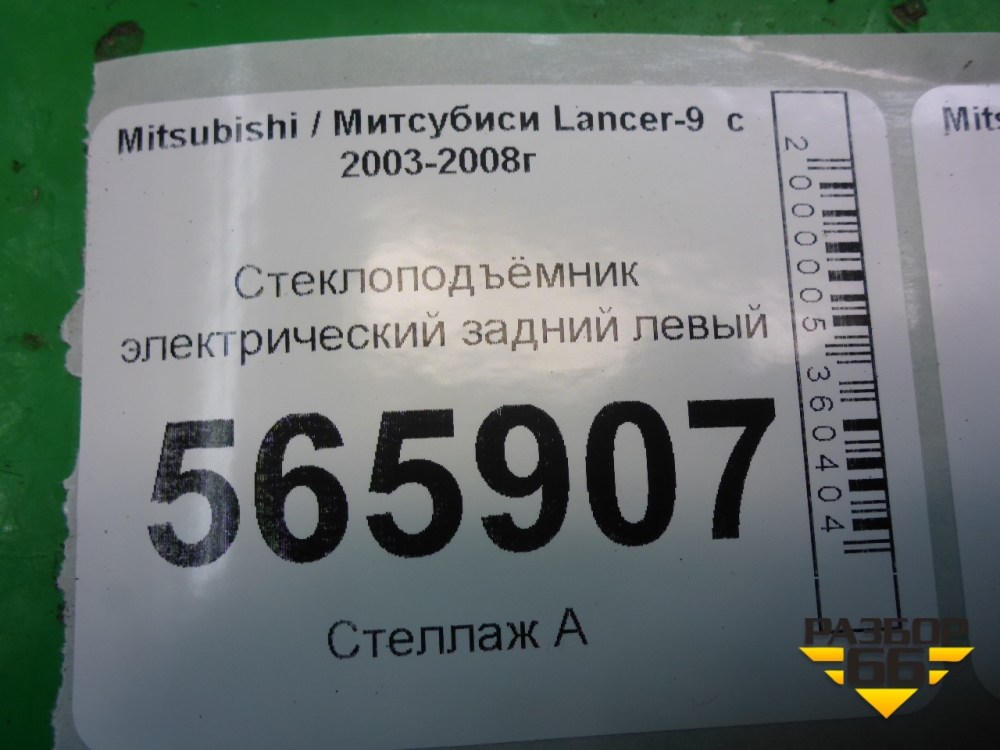 Mitsubishi / Митсубиси Lancer-9 с
2003-2008г
Стеклоподъёмник
электрический задний левый
565907
Стеллаж А
2000005360404
Mits
РАЗБОР
66